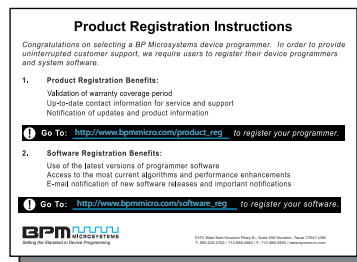 Product Registration Instructions
Congratulations on selecting a BP Microsystems device programmer. In order to provide
uninterrupted customer support, we require users to register their device programmers
and system software.
1. Product Registration Benefits:
Validation of warranty coverage period
Up-to-date contact information for service and support
Notification of updates and product information
! Go To: http://www.bpmmicro.com/product_reg to register your programmer.
2. Software Registration Benefits:
Use of the latest versions of programmer software
Access to the most current algorithms and performance enhancements
E-mail notification of new software releases and important notifications
! Go To: http://www.bpmmicro.com/software_reg to register your software.
BPM MICROSYSTEMS
Setting the Standard in Device Programming